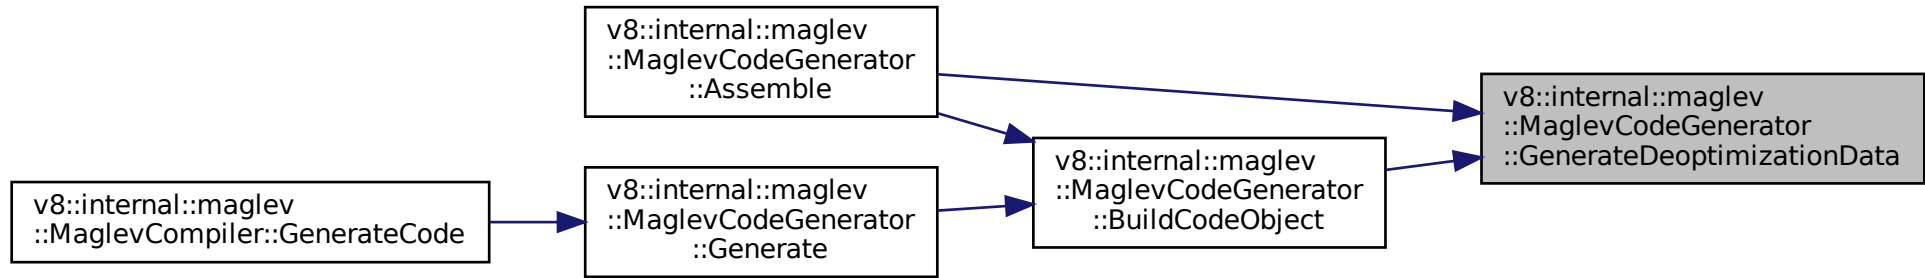 v8::internal::maglev
::MaglevCompiler::GenerateCode
v8::internal::maglev
::MaglevCodeGenerator
::Assemble
v8::internal::maglev
::MaglevCodeGenerator
::Generate
v8::internal::maglev
::MaglevCodeGenerator
::BuildCodeObject
v8::internal::maglev
::MaglevCodeGenerator
::GenerateDeoptimizationData